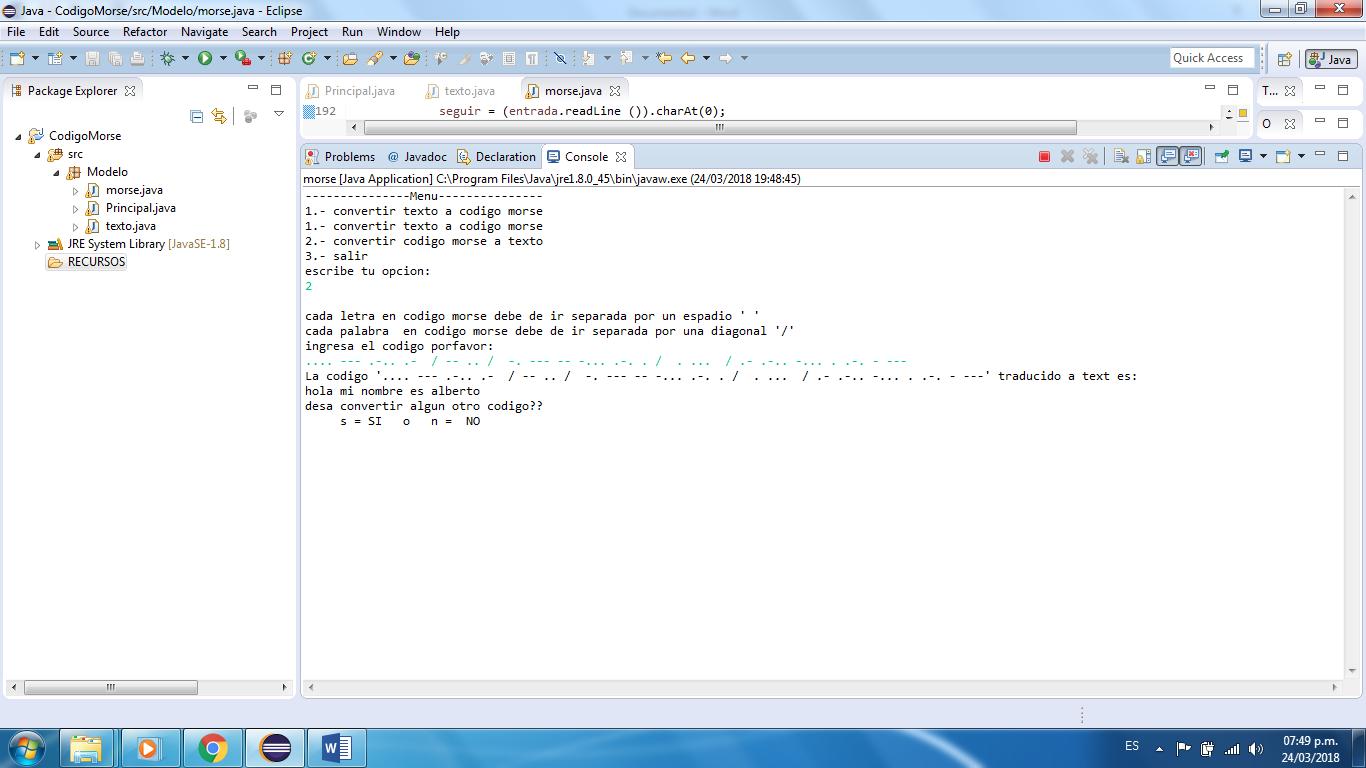 Java - CodigoMorse/src/Modelo/morse.java - Eclipse
File Edit Source Refactor Navigate Search Project Run Window Help
Quick Access
Java
Package Explorer
CodigoMorse
src
Modelo
morse.java
Principal.java
texto.java
JRE System Library [JavaSE-1.8]
RECURSOS
Principal.java texto.java morse.java
192 seguir = (entrada.readLine ()).charAt(0);
T...
O
Problems @ Javadoc Declaration Console
morse [Java Application] C:\Program Files\Java\jre1.8.0_45\bin\javaw.exe (24/03/2018 19:48:45)
---------------Menu---------------
1.- convertir texto a codigo morse
1.- convertir texto a codigo morse
2.- convertir codigo morse a texto
3.- salir
escribe tu opcion:
2
cada letra en codigo morse debe de ir separada por un espadio ' '
cada palabra  en codigo morse debe de ir separada por una diagonal '/'
ingresa el codigo porfavor:
.... --- .-.. .-  / -- .. /  -. --- -- -... .-. . /  . ...  / .- .-.. -... . .-. - ---
La codigo '.... --- .-.. .-  / -- .. /  -. --- -- -... .-. . /  . ...  / .- .-.. -... . .-. - ---' traducido a text es:
hola mi nombre es alberto
desa convertir algun otro codigo??
s = SI   o   n =  NO
ES
07:49 p.m.
24/03/2018